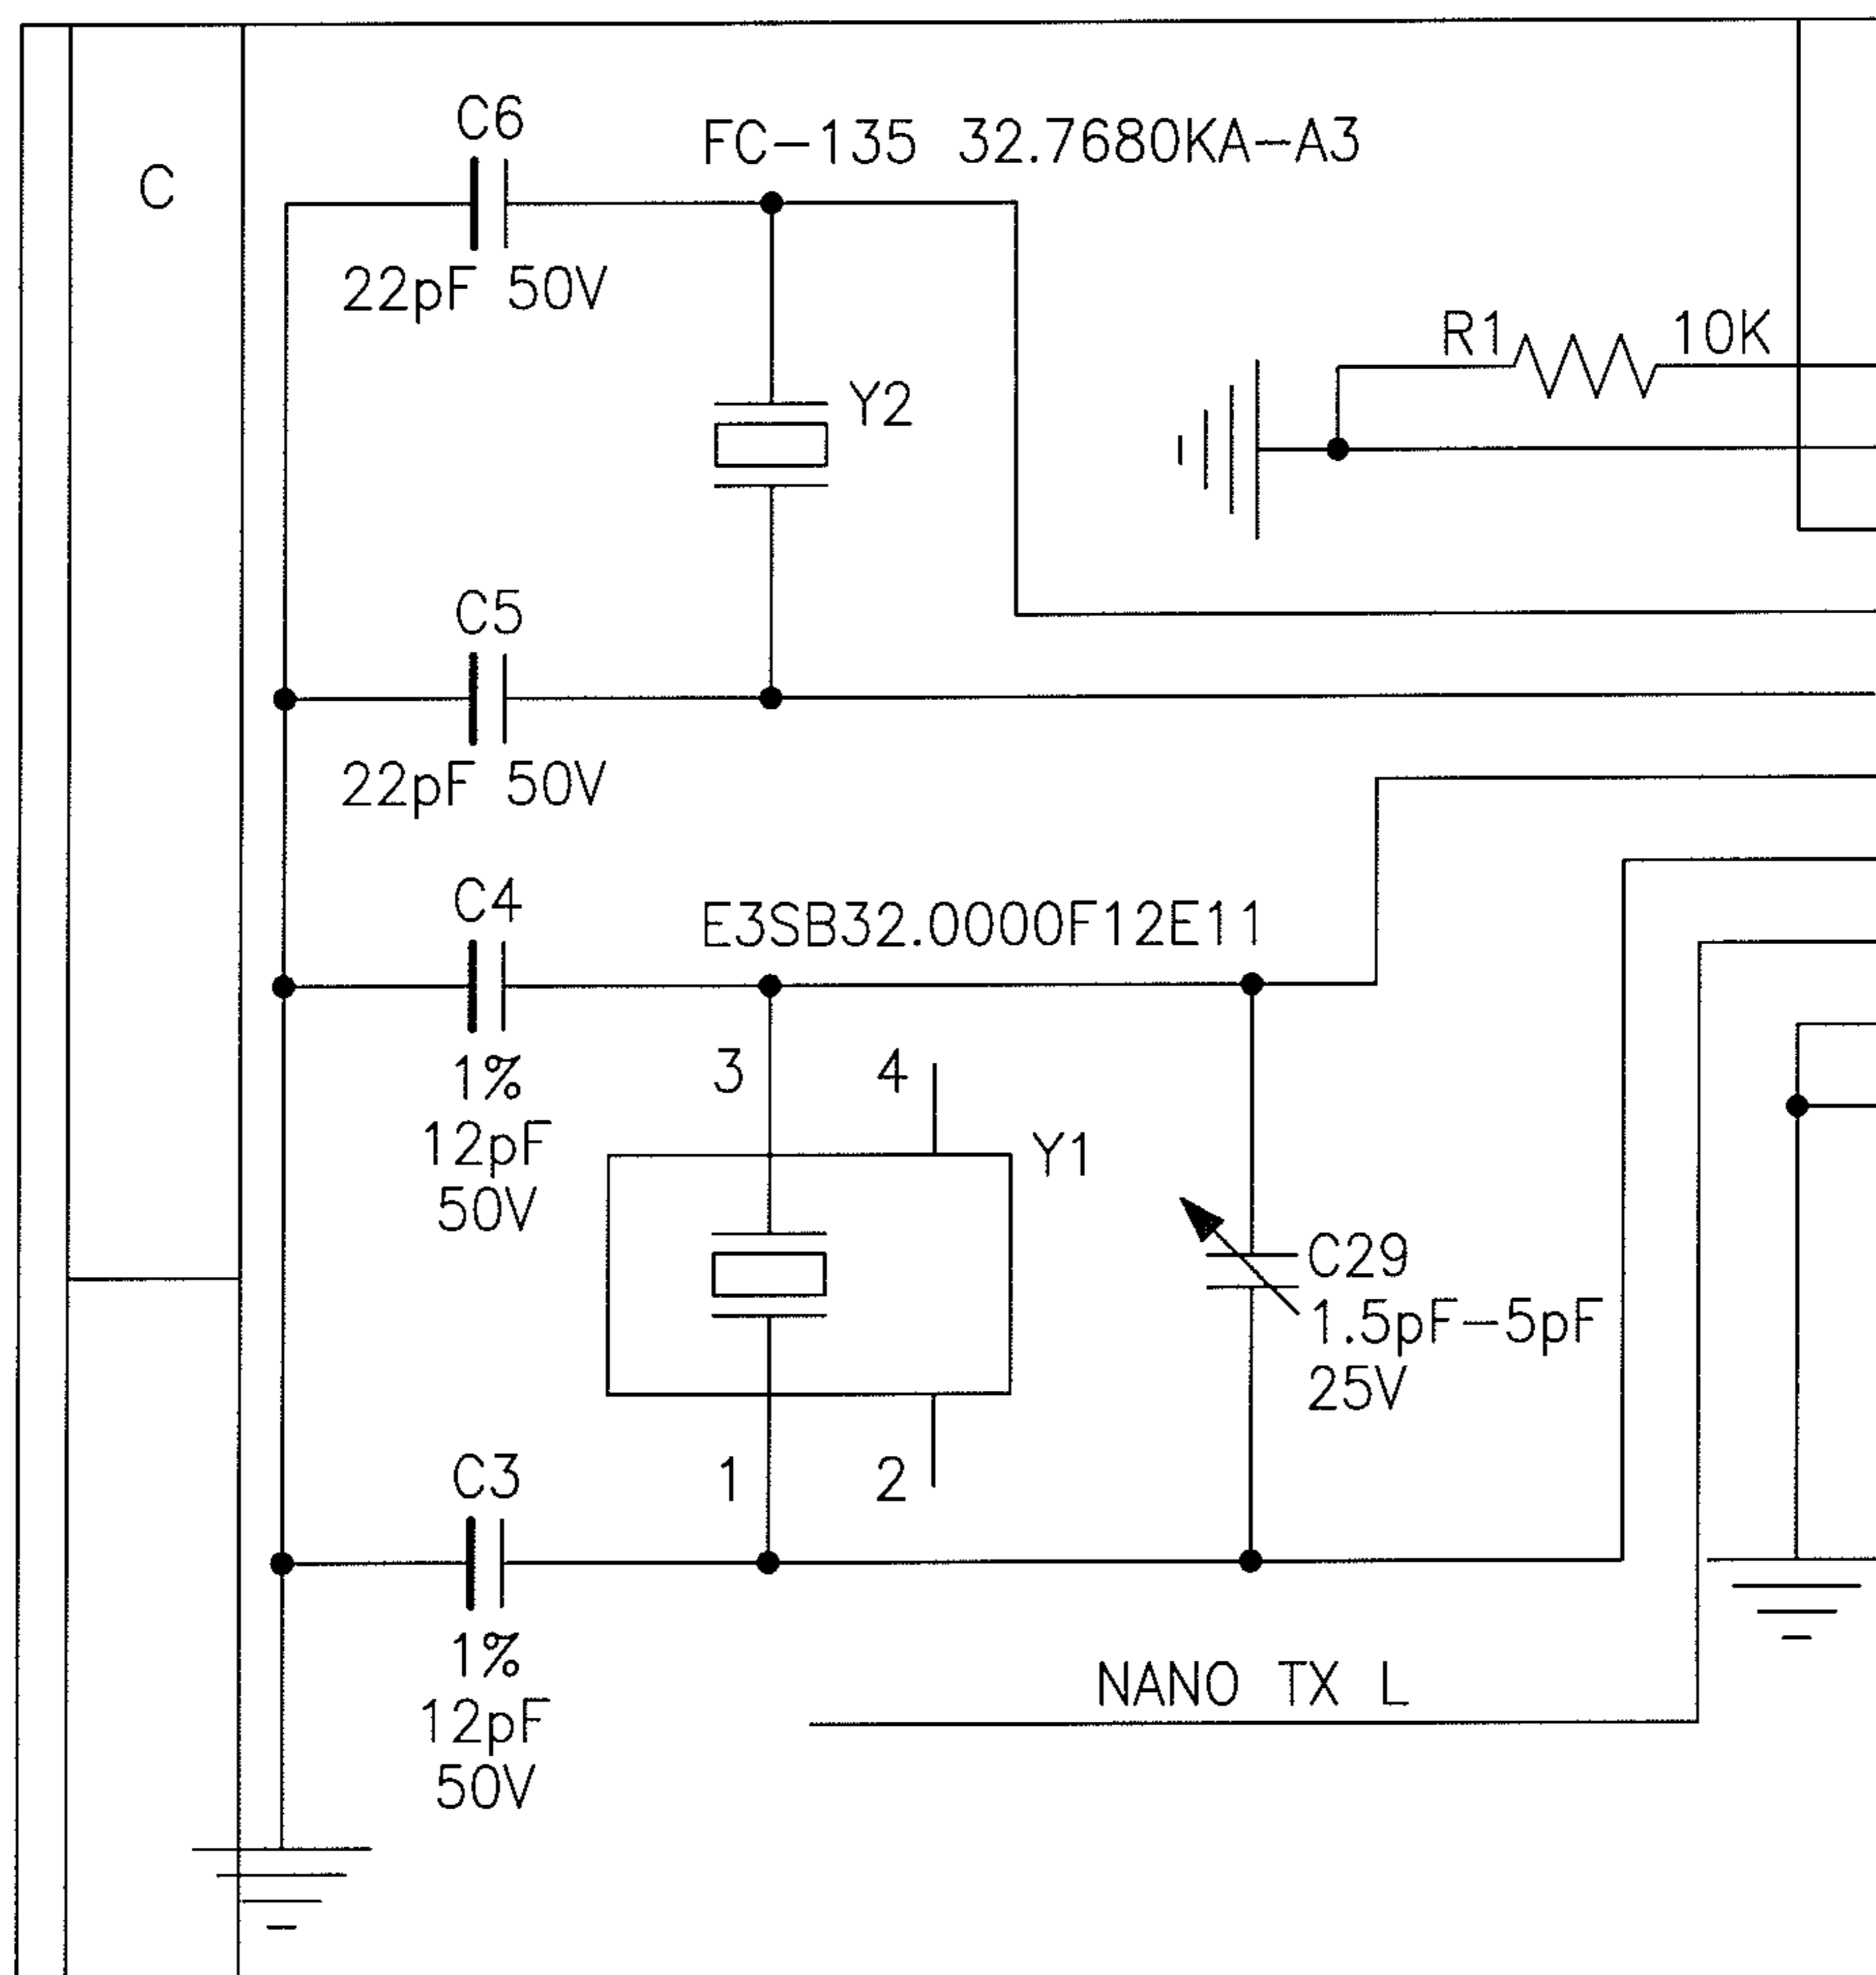 C6
FC-135 32.7680KA-A3
C
22pF 50V
R1 10K
Y2
C5
22pF 50V
C4
E3SB32.0000F12E11
3 4
1%
12pF
50V
Y1
C29
1.5pF-5pF
25V
C3
1 2
1%
12pF
50V
NANO TX L